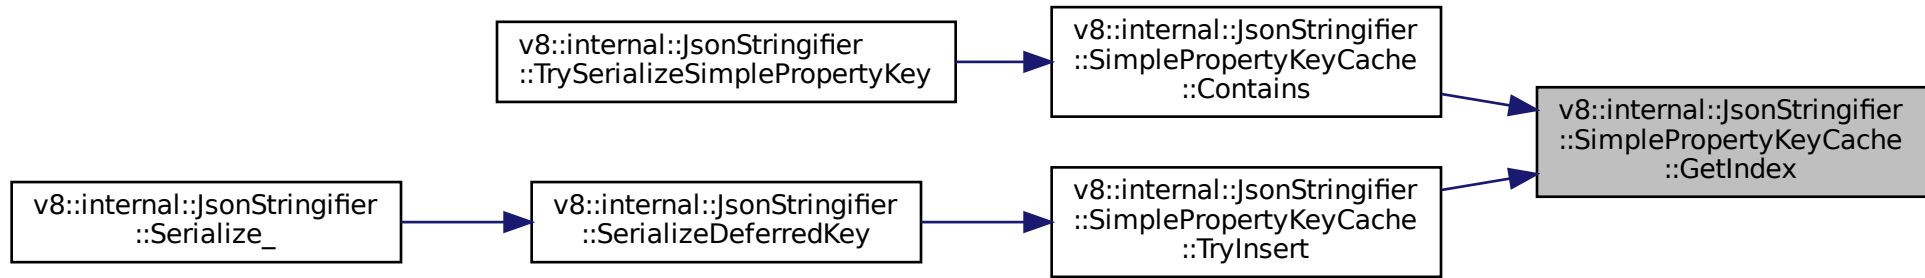 v8::internal::JsonStringifier
::TrySerializeSimplePropertyKey
v8::internal::JsonStringifier
::SimplePropertyKeyCache
::Contains
v8::internal::JsonStringifier
::SimplePropertyKeyCache
::GetIndex
v8::internal::JsonStringifier
::Serialize_
v8::internal::JsonStringifier
::SerializeDeferredKey
v8::internal::JsonStringifier
::SimplePropertyKeyCache
::TryInsert